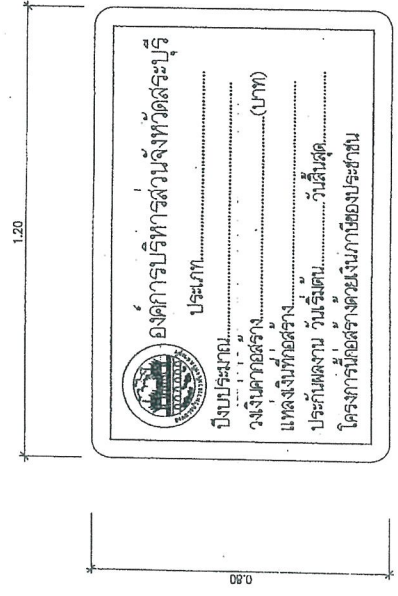 1.20
0.80
องค์การบริหารส่วนจังหวัดสระบุรี
ประเภท........................................
ปีงบประมาณ........................................
วงเงินค่าก่อสร้าง..............................(บาท)
แหล่งเงินที่ก่อสร้าง........................................
ประกันผลงาน วันเริ่มต้น.............วันสิ้นสุด.............
โครงการนี้ก่อสร้างด้วยเงินภาษีของประชาชน